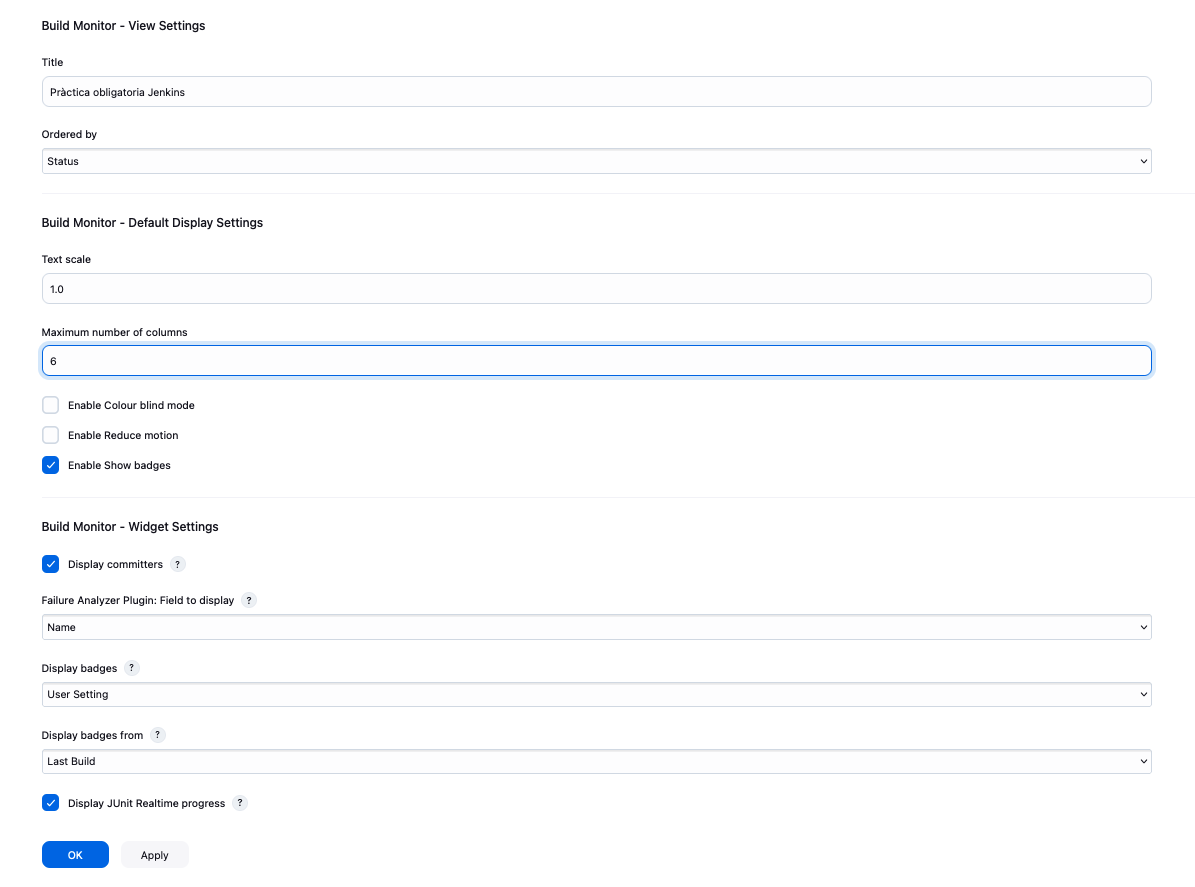 Build Monitor - View Settings
Title
Pràctica obligatoria Jenkins
Ordered by
Status
Build Monitor - Default Display Settings
Text scale
1.0
Maximum number of columns
6
Enable Colour blind mode
Enable Reduce motion
Enable Show badges
Build Monitor - Widget Settings
Display committers ?
Failure Analyzer Plugin: Field to display ?
Name
Display badges ?
User Setting
Display badges from ?
Last Build
Display JUnit Realtime progress ?
OK Apply